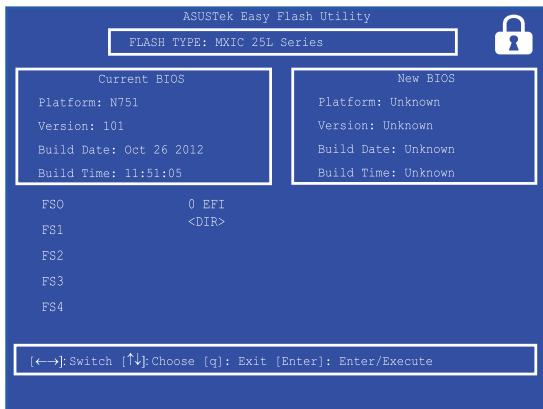 ASUSTek Easy Flash Utility
FLASH TYPE: MXIC 25L Series
Current BIOS
Platform: N751
Version: 101
Build Date: Oct 26 2012
Build Time: 11:51:05
New BIOS
Platform: Unknown
Version: Unknown
Build Date: Unknown
Build Time: Unknown
FSO
FS1
FS2
FS3
FS4
0 EFI
<DIR>
[←→]: Switch [↑↓]: Choose [q]: Exit [Enter]: Enter/Execute